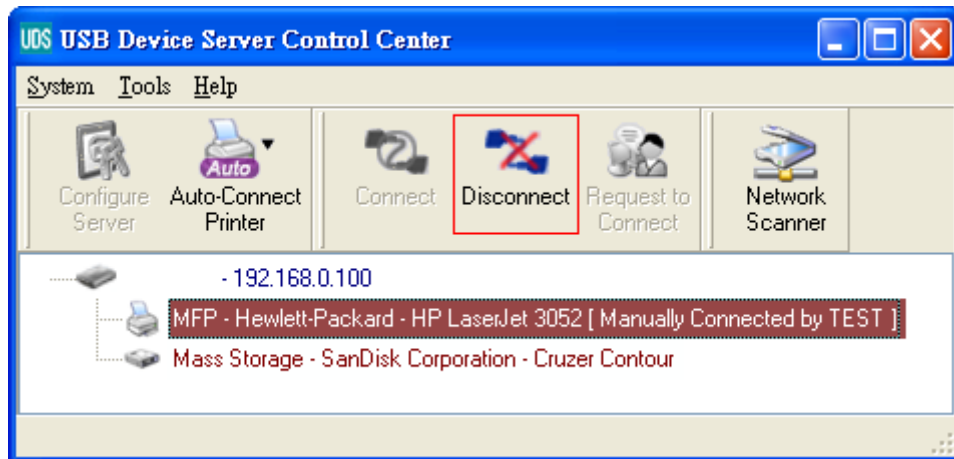 UDS USB Device Server Control Center
System Tools Help
Auto
Configure Server
Auto-Connect Printer
Connect
Disconnect
Request to Connect
Network Scanner
- 192.168.0.100
MFP - Hewlett-Packard - HP LaserJet 3052 [ Manually Connected by TEST ]
Mass Storage - SanDisk Corporation - Cruzer Contour